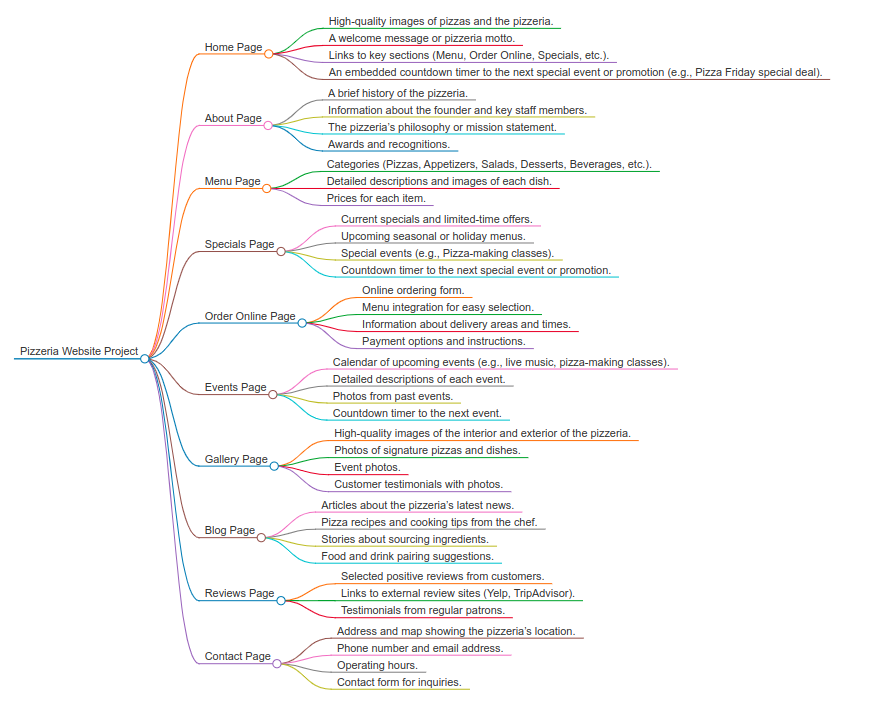 Pizzeria Website Project
Home Page
High-quality images of pizzas and the pizzeria.
A welcome message or pizzeria motto.
Links to key sections (Menu, Order Online, Specials, etc.).
An embedded countdown timer to the next special event or promotion (e.g., Pizza Friday special deal).
About Page
A brief history of the pizzeria.
Information about the founder and key staff members.
The pizzeria's philosophy or mission statement.
Awards and recognitions.
Menu Page
Categories (Pizzas, Appetizers, Salads, Desserts, Beverages, etc.).
Detailed descriptions and images of each dish.
Prices for each item.
Specials Page
Current specials and limited-time offers.
Upcoming seasonal or holiday menus.
Special events (e.g., Pizza-making classes).
Countdown timer to the next special event or promotion.
Order Online Page
Online ordering form.
Menu integration for easy selection.
Information about delivery areas and times.
Payment options and instructions.
Events Page
Calendar of upcoming events (e.g., live music, pizza-making classes).
Detailed descriptions of each event.
Photos from past events.
Countdown timer to the next event.
Gallery Page
High-quality images of the interior and exterior of the pizzeria.
Photos of signature pizzas and dishes.
Event photos.
Customer testimonials with photos.
Blog Page
Articles about the pizzeria's latest news.
Pizza recipes and cooking tips from the chef.
Stories about sourcing ingredients.
Food and drink pairing suggestions.
Reviews Page
Selected positive reviews from customers.
Links to external review sites (Yelp, TripAdvisor).
Testimonials from regular patrons.
Contact Page
Address and map showing the pizzeria's location.
Phone number and email address.
Operating hours.
Contact form for inquiries.